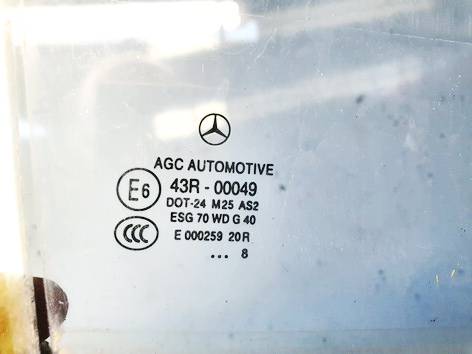 AGC AUTOMOTIVE
E6 43R - 00049
DOT-24 M25 AS2
ESG 70 WD G 40
CCC E 000259 20R
... 8